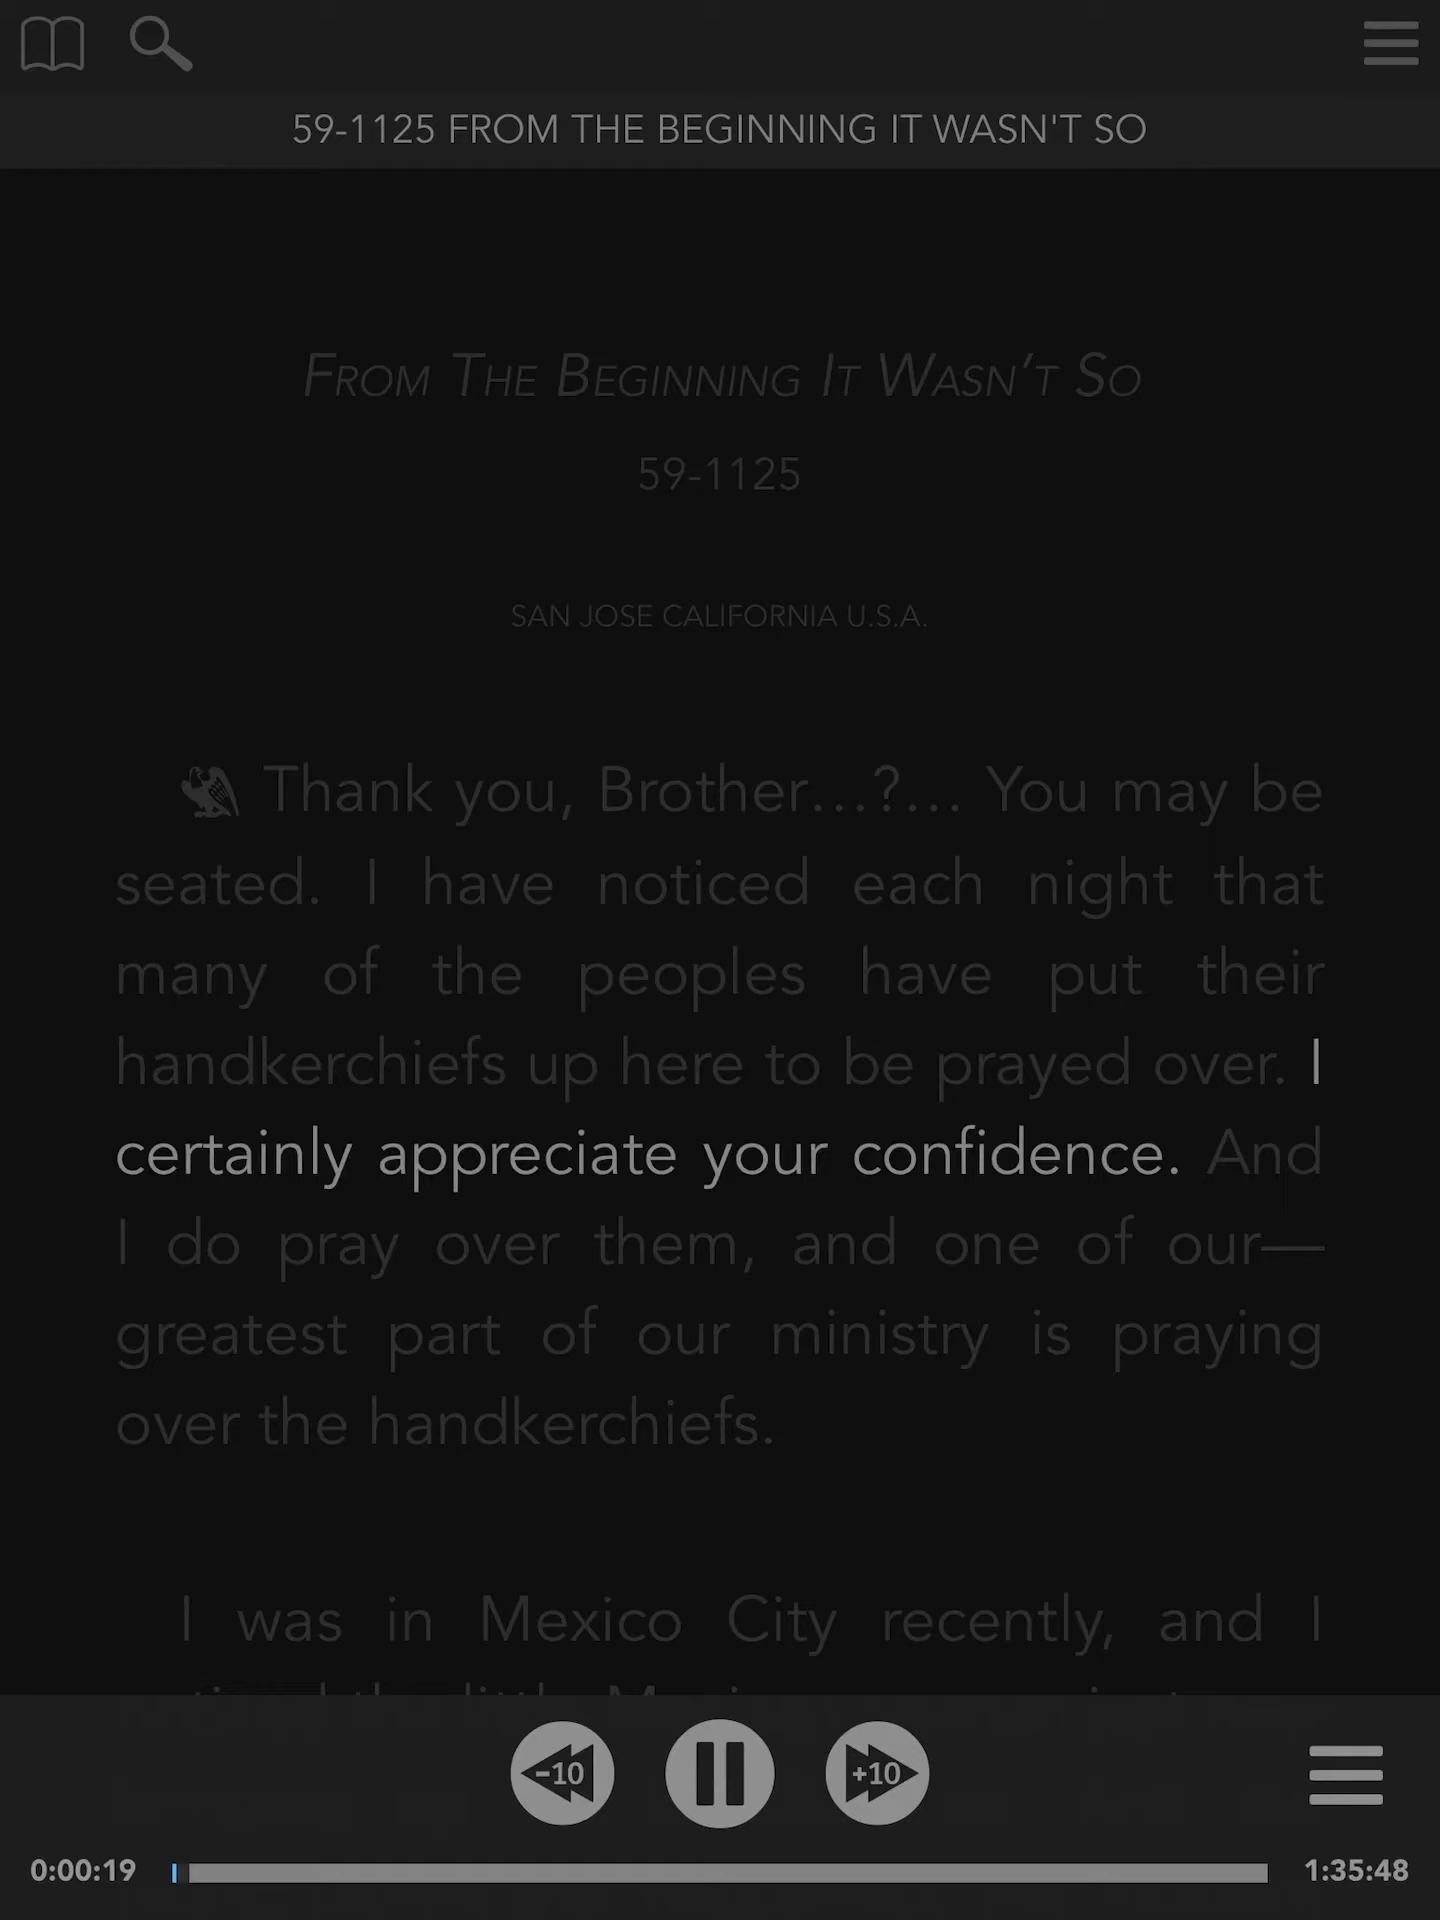 59-1125 FROM THE BEGINNING IT WASN'T SO
FROM THE BEGINNING IT WASN'T SO
59-1125
SAN JOSE CALIFORNIA U.S.A.
Thank you, Brother...?... You may be
seated. I have noticed each night that
many of the peoples have put their
handkerchiefs up here to be prayed over. I
certainly appreciate your confidence. And
I do pray over them, and one of our—
greatest part of our ministry is praying
over the handkerchiefs.
I was in Mexico City recently, and I
-10
+10
0:00:19
1:35:48